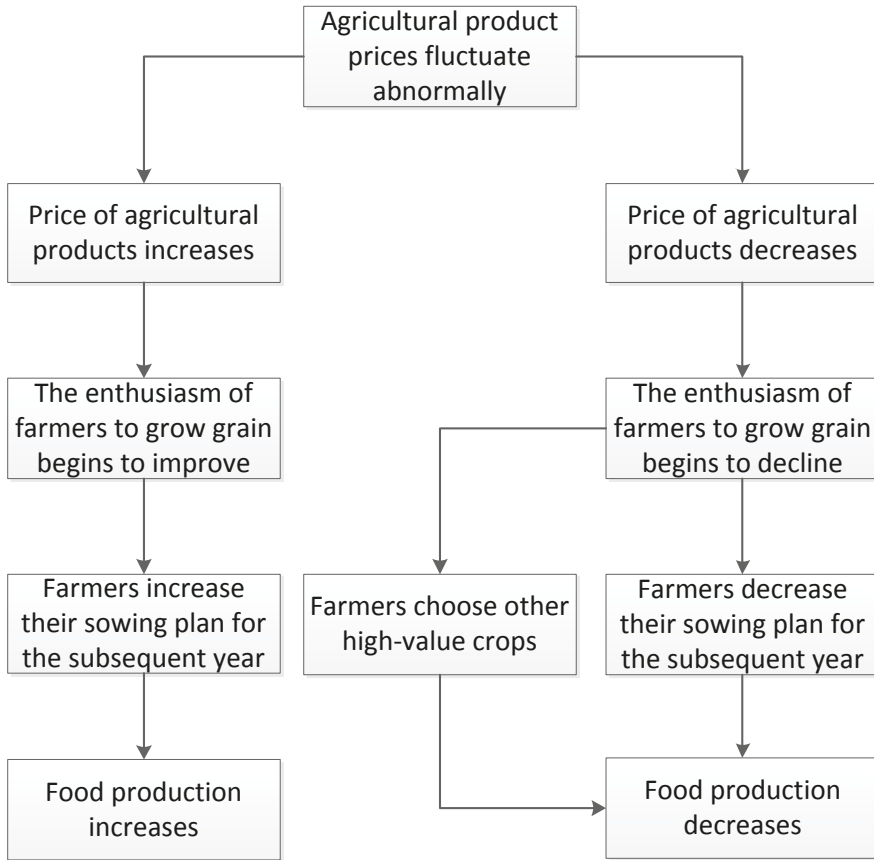 Agricultural product
prices fluctuate
abnormally
Price of agricultural
products increases
Price of agricultural
products decreases
The enthusiasm of
farmers to grow grain
begins to improve
The enthusiasm of
farmers to grow grain
begins to decline
Farmers increase
their sowing plan for
the subsequent year
Farmers choose other
high-value crops
Farmers decrease
their sowing plan for
the subsequent year
Food production
increases
Food production
decreases